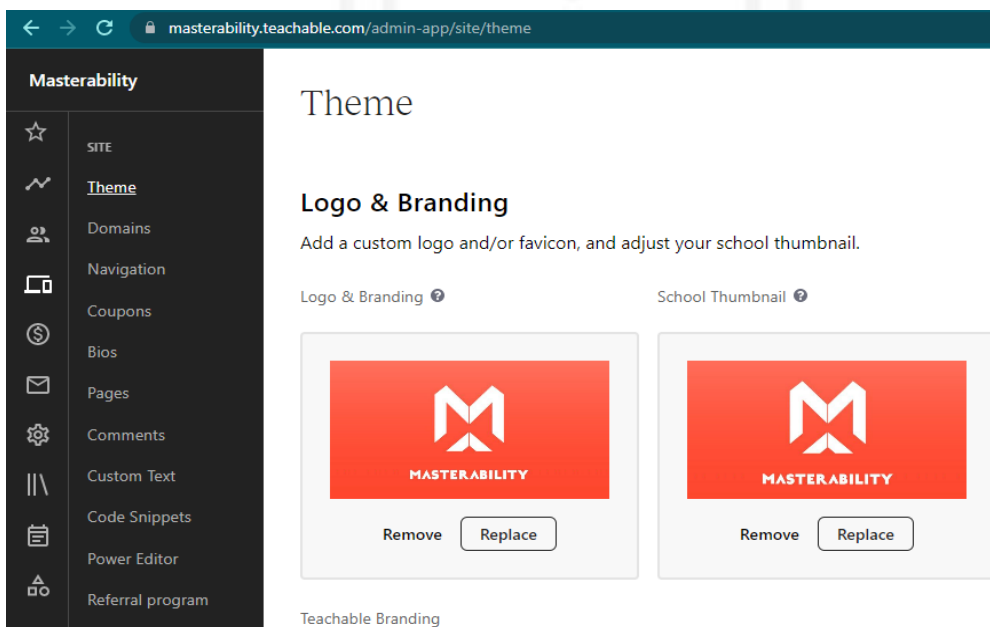 masterability.teachable.com/admin-app/site/theme
Masterability
SITE
Theme
Domains
Navigation
Coupons
Bios
Pages
Comments
Custom Text
Code Snippets
Power Editor
Referral program
Theme
Logo & Branding
Add a custom logo and/or favicon, and adjust your school thumbnail.
Logo & Branding
MASTERABILITY
Remove Replace
School Thumbnail
MASTERABILITY
Remove Replace
Teachable Branding